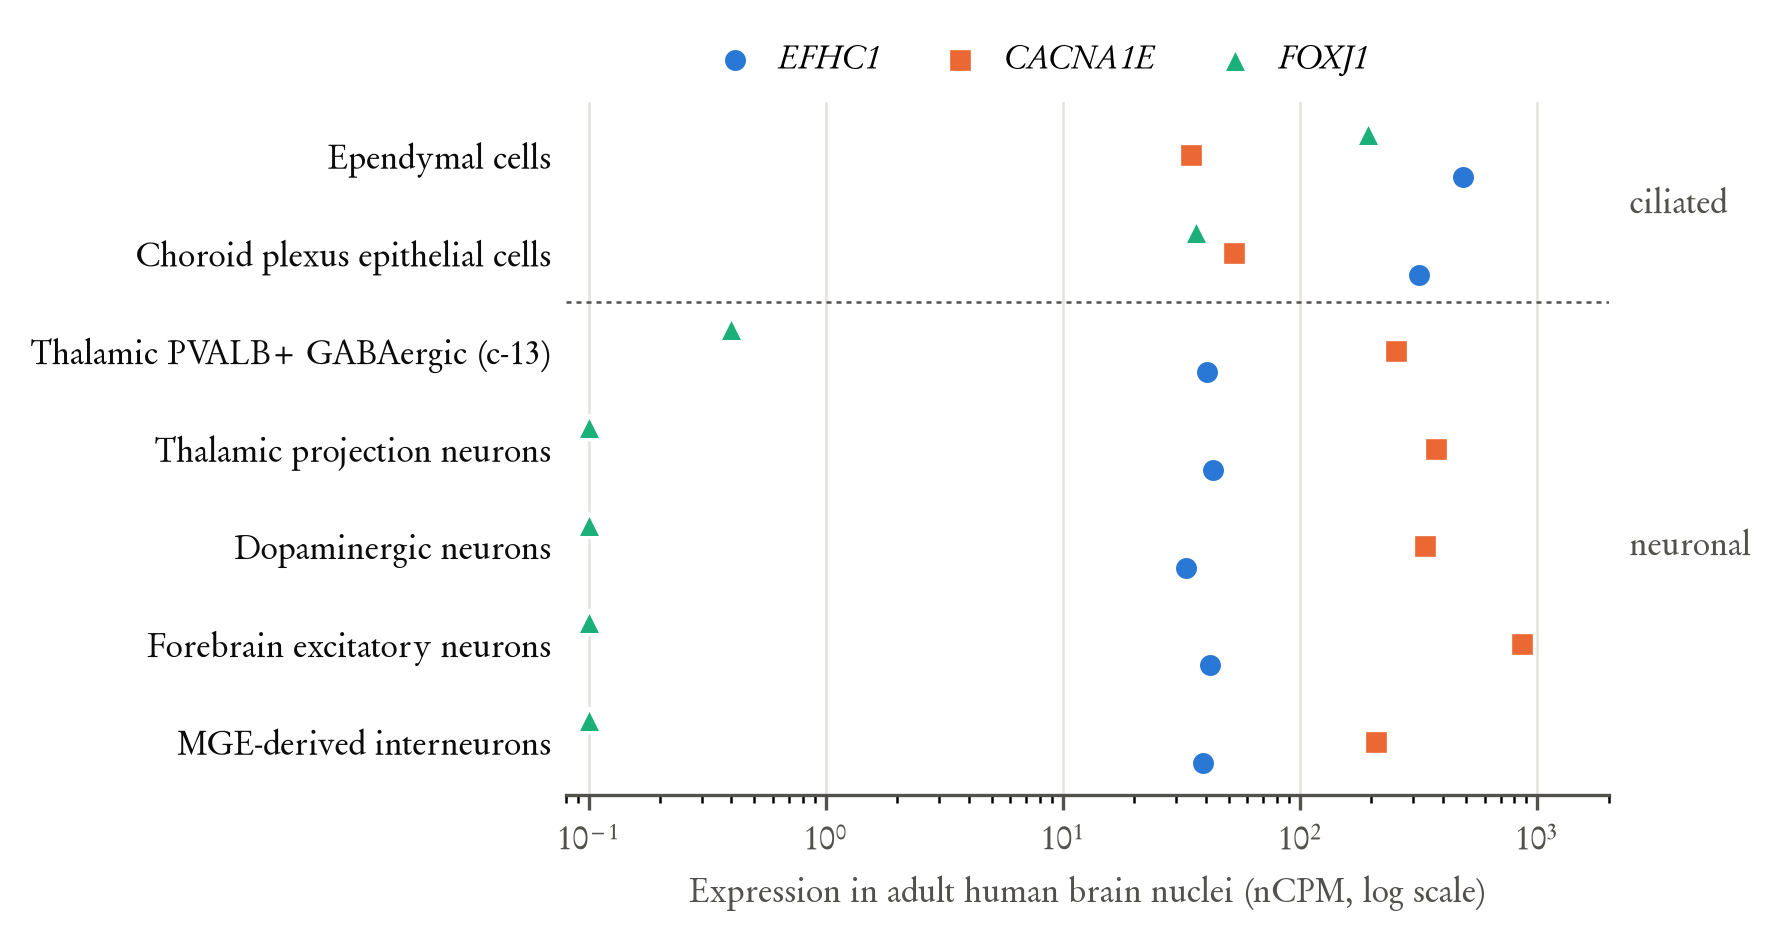 EFHC1 CACNA1E FOXJ1
Ependymal cells
ciliated
Choroid plexus epithelial cells
Thalamic PVALB+ GABAergic (c-13)
Thalamic projection neurons
Dopaminergic neurons
neuronal
Forebrain excitatory neurons
MGE-derived interneurons
10⁻¹ 10⁰ 10¹ 10² 10³
Expression in adult human brain nuclei (nCPM, log scale)